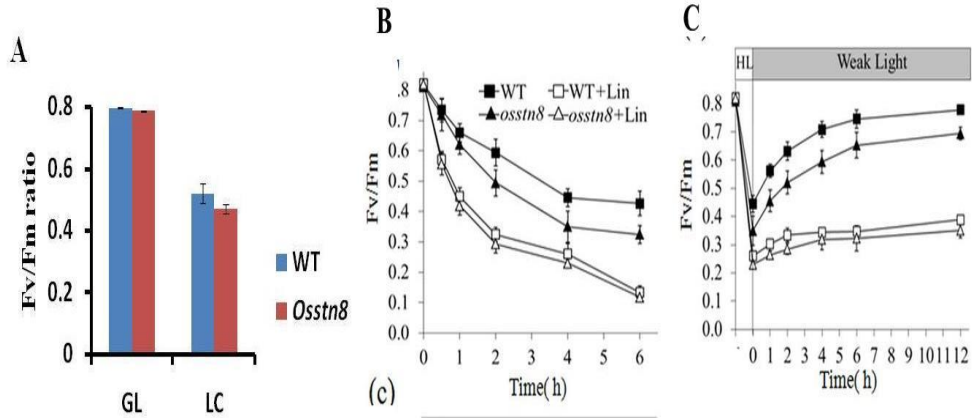 A
Fv/Fm ratio
0.8
0.6
0.4
0.2
0
GL
LC
WT
Osstn8
B
Fv/Fm
.8
0.7
0.6
0.5
0.4
0.3
0.2
0.1
0.0
WT
WT+Lin
osstn8
osstn8+Lin
0 1 2 3 4 5 6
Time( h)
(c)
C
HL
Weak Light
Fv/Fm
0.8
0.7
0.6
0.5
0.4
0.3
0.2
0.1
0.0
0 1 2 3 4 5 6 7 8 9 10 11 12
Time( h)